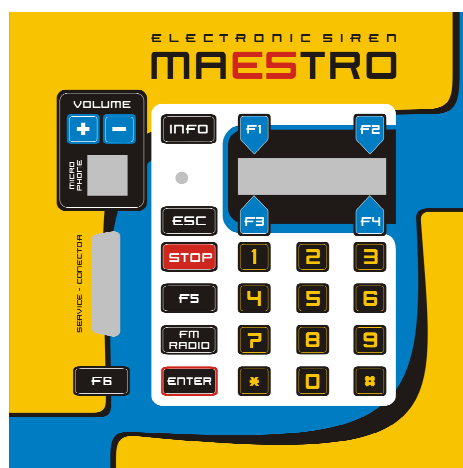 ELECTRONIC SIREN
MAESTRO
VOLUME
+ -
MICRO
PHONE
INFO
F1 F2
ESC
F3 F4
SERVICE - CONECTOR
STOP 1 2 3
F5 4 5 6
FM
RADIO
7 8 9
F6
ENTER * 0 #